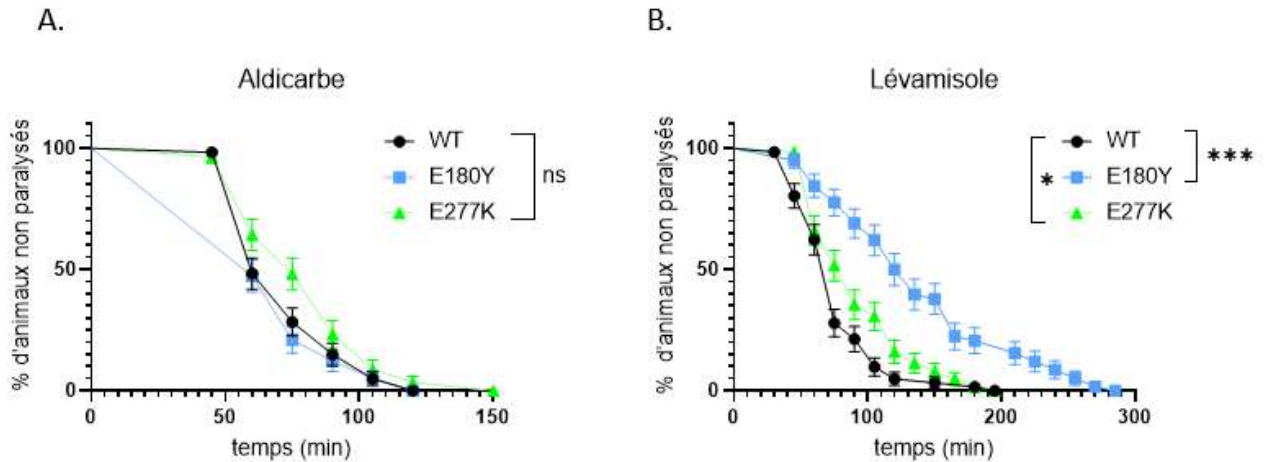 A.
Aldicarbe
% d'animaux non paralysés
100
50
0
0
50
100
150
temps (min)
WT
E180Y
E277K
ns
B.
Lévamisole
% d'animaux non paralysés
100
50
0
0
100
200
300
temps (min)
WT
E180Y
E277K
*
***